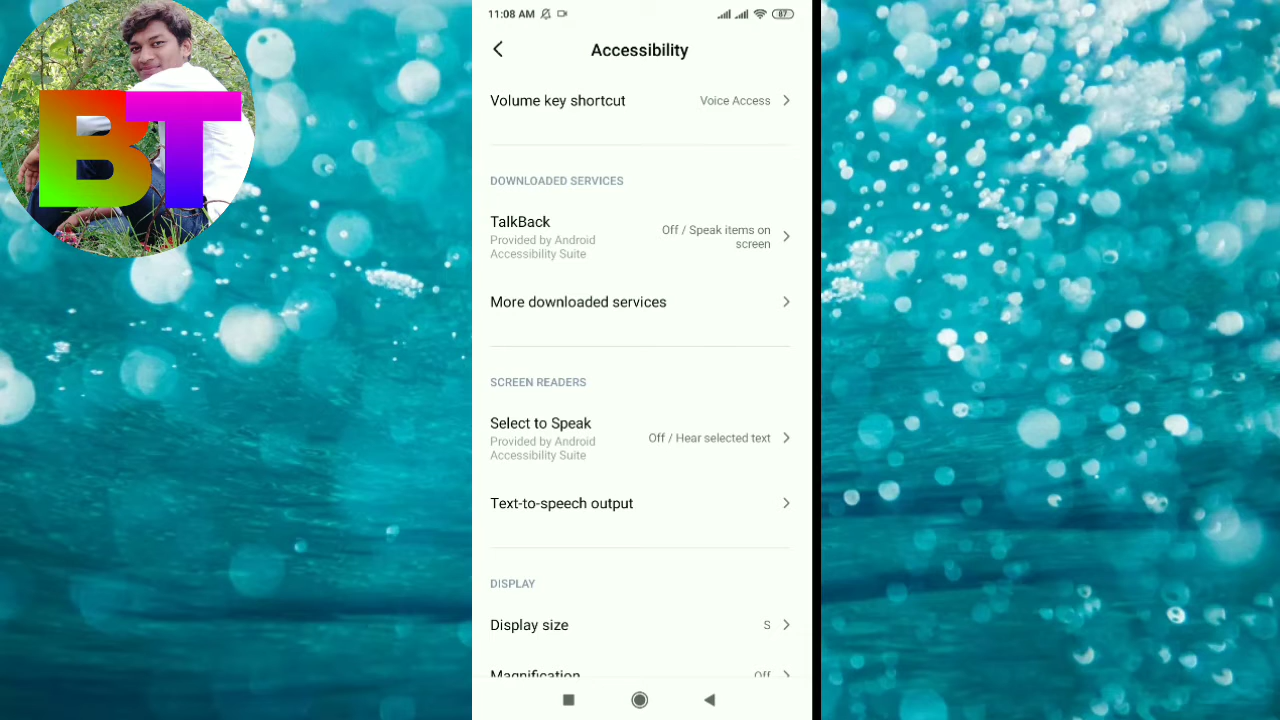 BT
11:08 AM 87
Accessibility
Volume key shortcut Voice Access
DOWNLOADED SERVICES
TalkBack
Provided by Android
Accessibility Suite
Off / Speak items on
screen
More downloaded services
SCREEN READERS
Select to Speak
Provided by Android
Accessibility Suite
Off / Hear selected text
Text-to-speech output
DISPLAY
Display size S
Magnification Off